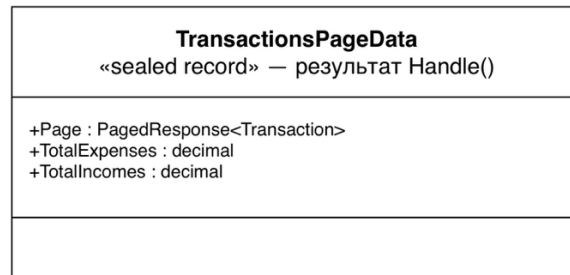 TransactionsPageData
«sealed record» — результат Handle()
+Page : PagedResponse<Transaction>
+TotalExpenses : decimal
+TotalIncomes : decimal